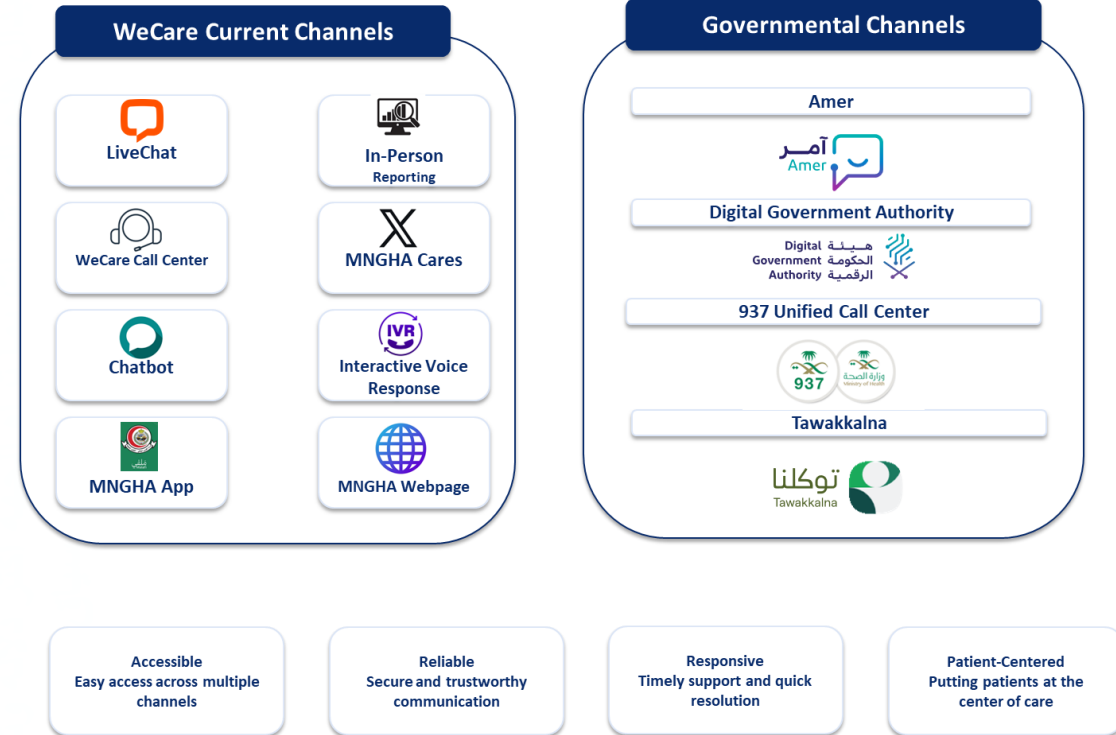 WeCare Current Channels
LiveChat
In-Person
Reporting
WeCare Call Center
MNGHA Cares
Chatbot
IVR
Interactive Voice
Response
MNGHA App
MNGHA Webpage
Governmental Channels
Amer
آمر
Amer
Digital Government Authority
Digital هيئة
Government الحكومة
Authority الرقمية
937 Unified Call Center
937
وزارة الصحة
Ministry of Health
Tawakkalna
توكلنا
Tawakkalna
Accessible
Easy access across multiple
channels
Reliable
Secure and trustworthy
communication
Responsive
Timely support and quick
resolution
Patient-Centered
Putting patients at the
center of care